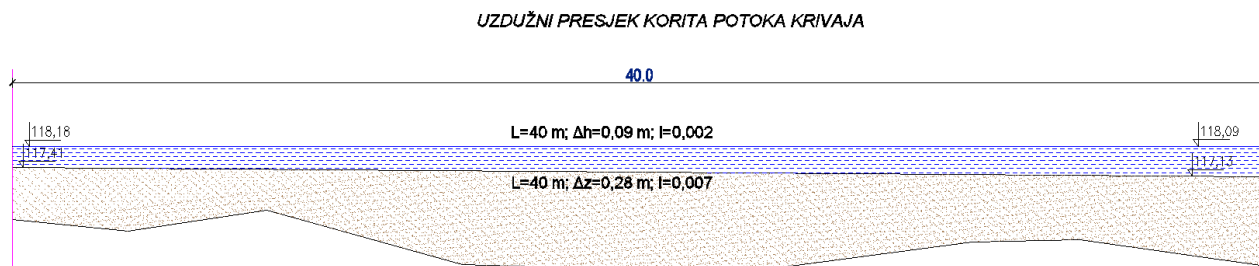 UZDUŽNI PRESJEK KORITA POTOKA KRIVAJA
40.0
118,18
L=40 m; Δh=0,09 m; I=0,002
118,09
117,41
117,13
L=40 m; Δz=0,28 m; I=0,007